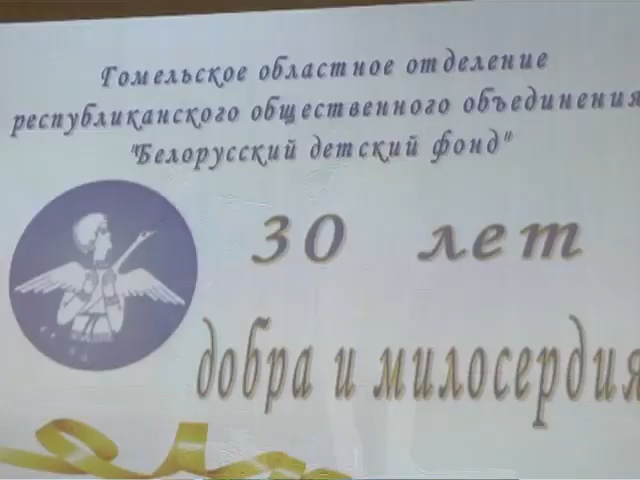 Гомельское областное отделение
республиканского общественного объединения
"Белорусский детский фонд"
30 лет
добра и милосердия